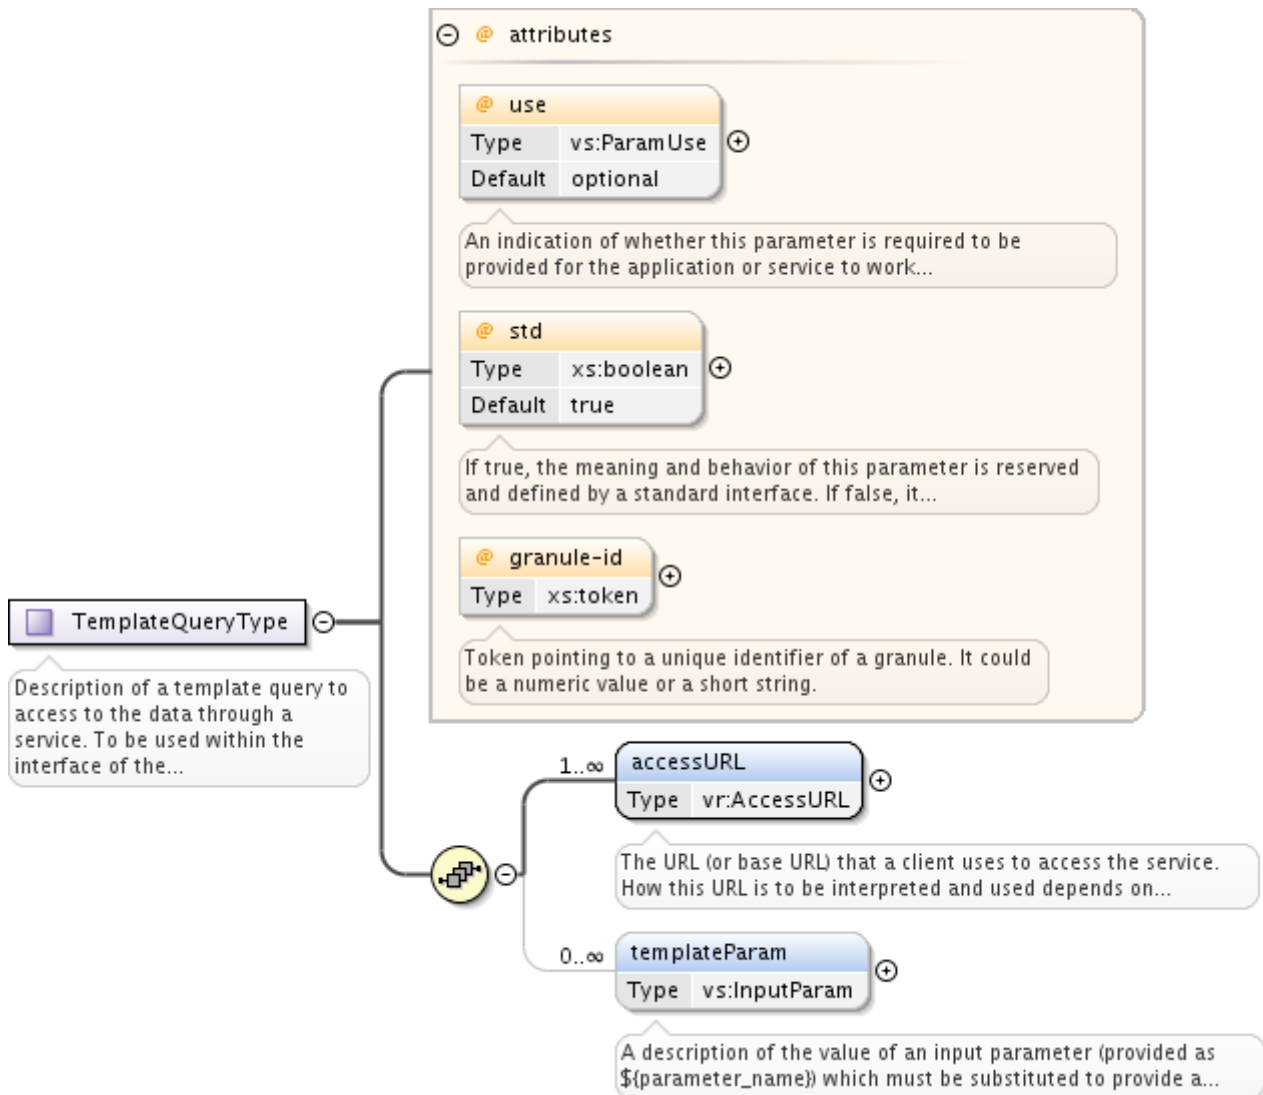 @ attributes
@ use
Type vs:ParamUse
Default optional
An indication of whether this parameter is required to be
provided for the application or service to work...
@ std
Type xs:boolean
Default true
If true, the meaning and behavior of this parameter is reserved
and defined by a standard interface. If false, it...
@ granule-id
Type xs:token
Token pointing to a unique identifier of a granule. It could
be a numeric value or a short string.
TemplateQueryType
Description of a template query to
access to the data through a
service. To be used within the
interface of the...
1..∞
accessURL
Type vr:AccessURL
The URL (or base URL) that a client uses to access the service.
How this URL is to be interpreted and used depends on...
0..∞
templateParam
Type vs:InputParam
A description of the value of an input parameter (provided as
${parameter_name}) which must be substituted to provide a...